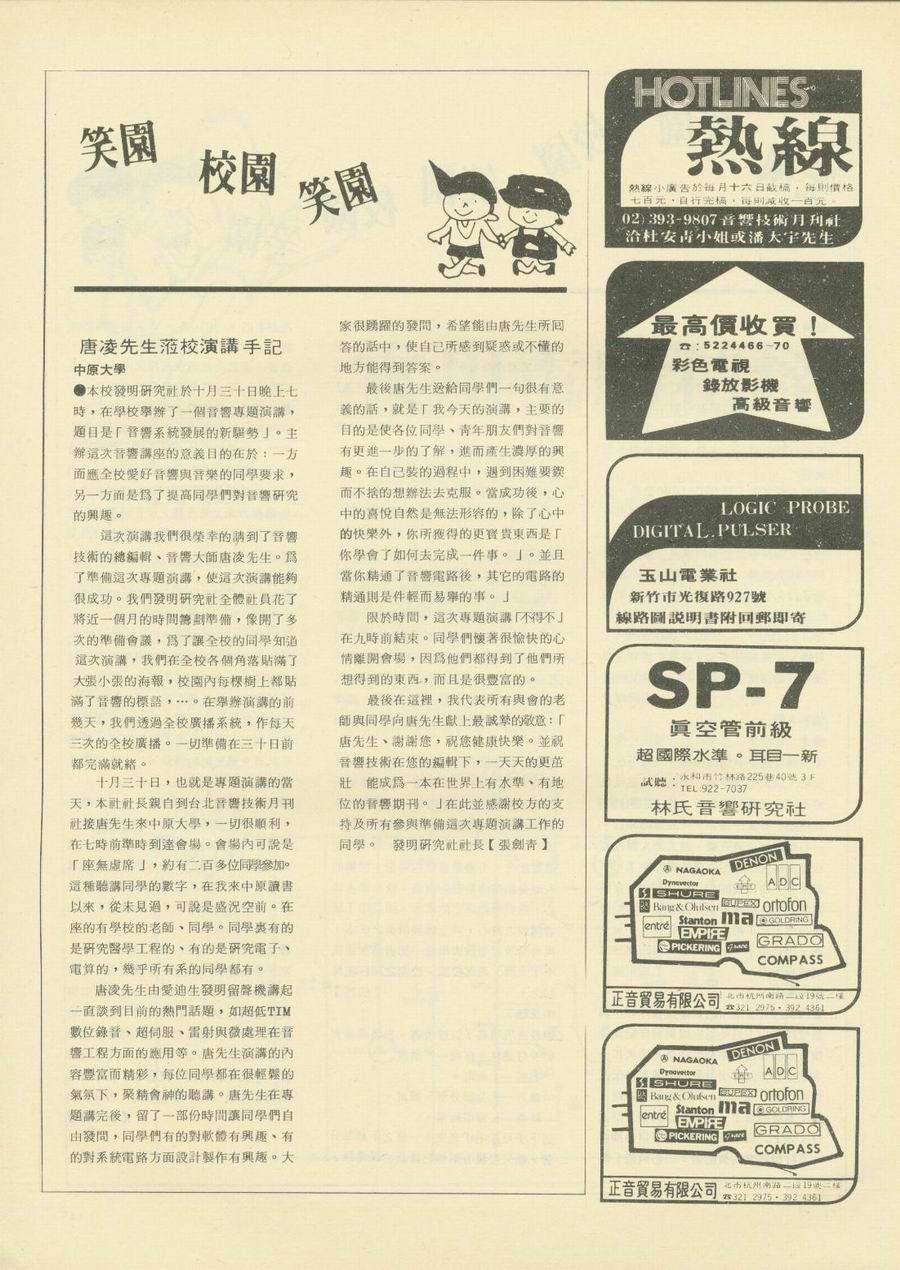 笑園
校園
笑園
唐凌先生蒞校演講手記
中原大學
●本校發明研究社於十月三十日晚上七
時，在學校舉辦了一個音響專題演講，
題目是「音響系統發展的新驅勢」。主
辦這次音響講座的意義目的在於：一方
面應全校愛好音響與音樂的同學要求，
另一方面是爲了提高同學們對音響研究
的興趣。
這次演講我們很榮幸的請到了音響
技術的總編輯、音響大師唐凌先生。爲
了準備這次專題演講，使這次演講能夠
很成功。我們發明研究社全體社員花了
將近一個月的時間籌劃準備，像開了多
次的準備會議，爲了讓全校的同學知道
這次演講，我們在全校各個角落貼滿了
大張小張的海報，校園內每棵樹上都貼
滿了音響的標語，…。在舉辦演講的前
幾天，我們透過全校廣播系統，作每天
三次的全校廣播。一切準備在三十日前
都完滿就緒。
十月三十日，也就是專題演講的當
天，本社社長親自到台北音響技術月刊
社接唐凌先生來中原大學，一切很順利，
在七時前準時到達會場。會場內可說是
「座無虛席」，約有二百多位同學參加。
這種聽講同學的數字，在我來中原讀書
以來，從未見過，可說是盛況空前。在
座的有學校的老師、同學。同學裏有的
是研究醫學工程的、有的是研究電子、
電算的，幾乎所有系的同學都有。
唐凌先生由愛迪生發明留聲機講起
一直談到目前的熱門話題，如超低TIM
數位錄音、超伺服、雷射與微處理在音
響工程方面的應用等。唐先生演講的內
容豐富而精彩，每位同學都在很輕鬆的
氣氛下，聚精會神的聽講。唐先生在專
題講完後，留了一部份時間讓同學們自
由發問，同學們有的對軟體有興趣、有
的對系統電路方面設計製作有興趣。大
家很踴躍的發問，希望能由唐先生所回
答的話中，使自己所感到疑惑或不懂的
地方能得到答案。
最後唐先生送給同學們一句很有意
義的話，就是「我今天的演講，主要的
目的是使各位同學、青年朋友們對音響
有更進一步的了解，進而產生濃厚的興
趣。在自己裝的過程中，遇到困難要鍥
而不捨的想辦法去克服。當成功後，心
中的喜悅自然是無法形容的，除了心中
的快樂外，你所獲得的更寶貴東西是「
你學會了如何去完成一件事。」。並且
當你精通了音響電路後，其它的電路的
精通則是件輕而易舉的事。」
限於時間，這次專題演講「不得不」
在九時前結束。同學們懷著很愉快的心
情離開會場，因爲他們都得到了他們所
想得到的東西，而且是很豐富的。
最後在這裡，我代表所有與會的老
師與同學向唐先生獻上最誠摯的敬意：「
唐先生、謝謝您，祝您健康快樂。並祝
音響技術在您的編輯下，一天天的更茁
壯 能成爲一本在世界上有水準、有地
位的音響期刊。」在此並感謝校方的支
持及所有參與準備這次專題演講工作的
同學。 發明研究社社長【張劍靑】
HOTLINES
熱線
熱線小廣告於每月十六日截稿，每則價格
七百元，自行完稿，每則減收一百元。
02)393-9807音響技術月刊社
洽杜安靑小姐或潘大宇先生
最高價收買！
☎：5224466-70
彩色電視
錄放影機
高級音響
LOGIC PROBE
DIGITAL.PULSER
玉山電業社
新竹市光復路927號
線路圖説明書附回郵即寄
SP-7
眞空管前級
超國際水準。耳目一新
試聽：永和市竹林路225巷40號3F
TEL:922-7037
林氏音響研究社
NAGAOKA
DENON
Dynavector
ADC
SHURE
Bang&Olufsen
SUPEX
ortofon
entré
Stanton
ma
GOLDRING
EMPIRE
PICKERING
Grace
GRADO
COMPASS
正音貿易有限公司
北市杭州南路二段19號二樓
☎321 2975・392 4361
NAGAOKA
DENON
Dynavector
ADC
SHURE
Bang&Olufsen
SUPEX
ortofon
entré
Stanton
ma
GOLDRING
EMPIRE
PICKERING
Grace
GRADO
COMPASS
正音貿易有限公司
北市杭州南路二段19號二樓
☎321 2975・392 4361